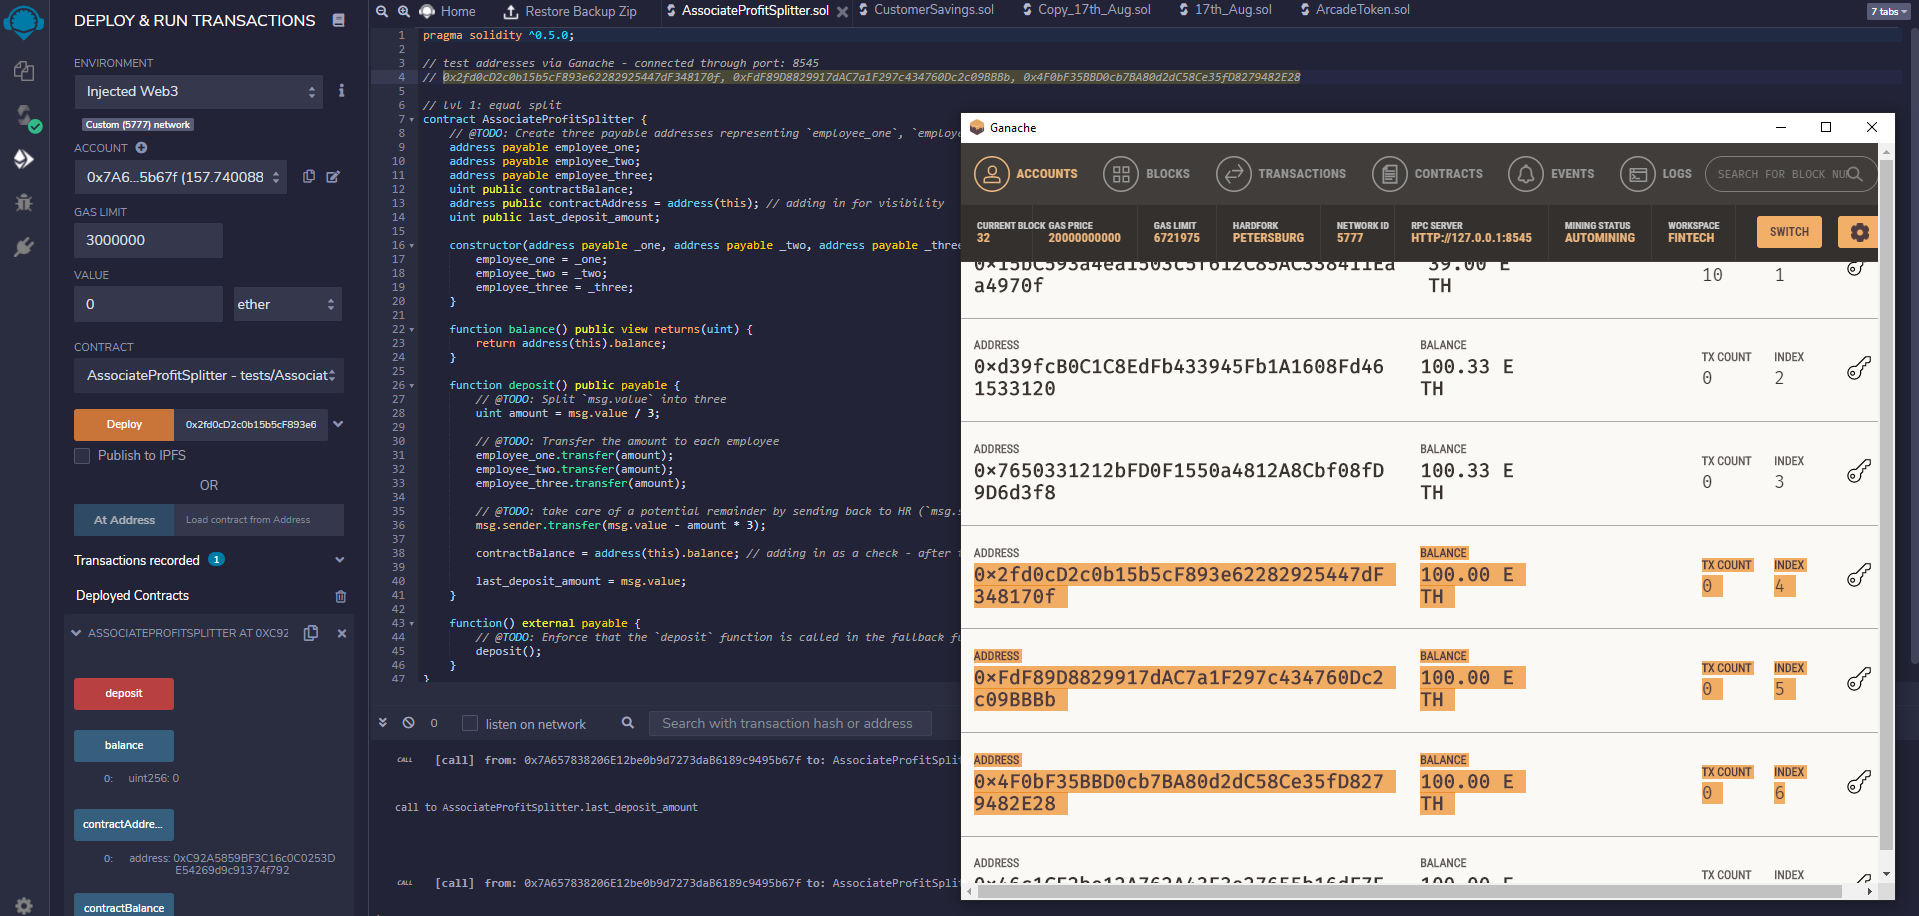 DEPLOY & RUN TRANSACTIONS
ENVIRONMENT
Injected Web3
i
Custom (5777) network
ACCOUNT
0x7A6...5b67f (157.740088
GAS LIMIT
3000000
VALUE
0
ether
CONTRACT
AssociateProfitSplitter - tests/Associat
Deploy
0x2fd0cD2c0b15b5cF893e6
Publish to IPFS
OR
At Address
Load contract from Address
Transactions recorded 1
Deployed Contracts
ASSOCIATEPROFITSPLITTER AT 0XC92
deposit
balance
0: uint256: 0
contractAddre...
0: address: 0xC92A5859BF3C16c0C0253D
E54269d9c91374f792
contractBalance
Home
Restore Backup Zip
AssociateProfitSplitter.sol
CustomerSavings.sol
Copy_17th_Aug.sol
17th_Aug.sol
ArcadeToken.sol
7 tabs
1 pragma solidity ^0.5.0;
2
3 // test addresses via Ganache - connected through port: 8545
4 // 0x2fd0cD2c0b15b5cF893e62282925447dF348170f, 0xFdF89D8829917dAC7a1F297c434760Dc2c09BBBb, 0x4F0bF35BBD0cb7BA80d2dC58Ce35fD8279482E28
5
6 // lvl 1: equal split
7 contract AssociateProfitSplitter {
8 // @TODO: Create three payable addresses representing `employee_one`, `employe
9 address payable employee_one;
10 address payable employee_two;
11 address payable employee_three;
12 uint public contractBalance;
13 address public contractAddress = address(this); // adding in for visibility
14 uint public last_deposit_amount;
15
16 constructor(address payable _one, address payable _two, address payable _three
17 employee_one = _one;
18 employee_two = _two;
19 employee_three = _three;
20 }
21
22 function balance() public view returns(uint) {
23 return address(this).balance;
24 }
25
26 function deposit() public payable {
27 // @TODO: Split `msg.value` into three
28 uint amount = msg.value / 3;
29
30 // @TODO: Transfer the amount to each employee
31 employee_one.transfer(amount);
32 employee_two.transfer(amount);
33 employee_three.transfer(amount);
34
35 // @TODO: take care of a potential remainder by sending back to HR (`msg.s
36 msg.sender.transfer(msg.value - amount * 3);
37
38 contractBalance = address(this).balance; // adding in as a check - after t
39
40 last_deposit_amount = msg.value;
41 }
42
43 function() external payable {
44 // @TODO: Enforce that the `deposit` function is called in the fallback fu
45 deposit();
46 }
47 }
0
listen on network
Search with transaction hash or address
CALL [call] from: 0x7A657838206E12be0b9d7273daB6189c9495b67f to: AssociateProfitSplit
call to AssociateProfitSplitter.last_deposit_amount
CALL [call] from: 0x7A657838206E12be0b9d7273daB6189c9495b67f to: AssociateProfitSplit
Ganache
ACCOUNTS
BLOCKS
TRANSACTIONS
CONTRACTS
EVENTS
LOGS
SEARCH FOR BLOCK NU
CURRENT BLOCK
32
GAS PRICE
20000000000
GAS LIMIT
6721975
HARDFORK
PETERSBURG
NETWORK ID
5777
RPC SERVER
HTTP://127.0.0.1:8545
MINING STATUS
AUTOMINING
WORKSPACE
FINTECH
SWITCH
a4970f
39.00 E
TH
10
1
ADDRESS
0×d39fcB0C1C8EdFb433945Fb1A1608Fd46
1533120
BALANCE
100.33 E
TH
TX COUNT
0
INDEX
2
ADDRESS
0×7650331212bFD0F1550a4812A8Cbf08fD
9D6d3f8
BALANCE
100.33 E
TH
TX COUNT
0
INDEX
3
ADDRESS
0×2fd0cD2c0b15b5cF893e62282925447dF
348170f
BALANCE
100.00 E
TH
TX COUNT
0
INDEX
4
ADDRESS
0×FdF89D8829917dAC7a1F297c434760Dc2
c09BBBb
BALANCE
100.00 E
TH
TX COUNT
0
INDEX
5
ADDRESS
0×4F0bF35BBD0cb7BA80d2dC58Ce35fD827
9482E28
BALANCE
100.00 E
TH
TX COUNT
0
INDEX
6
ADDRESS
BALANCE
100.00 E
TX COUNT
INDEX